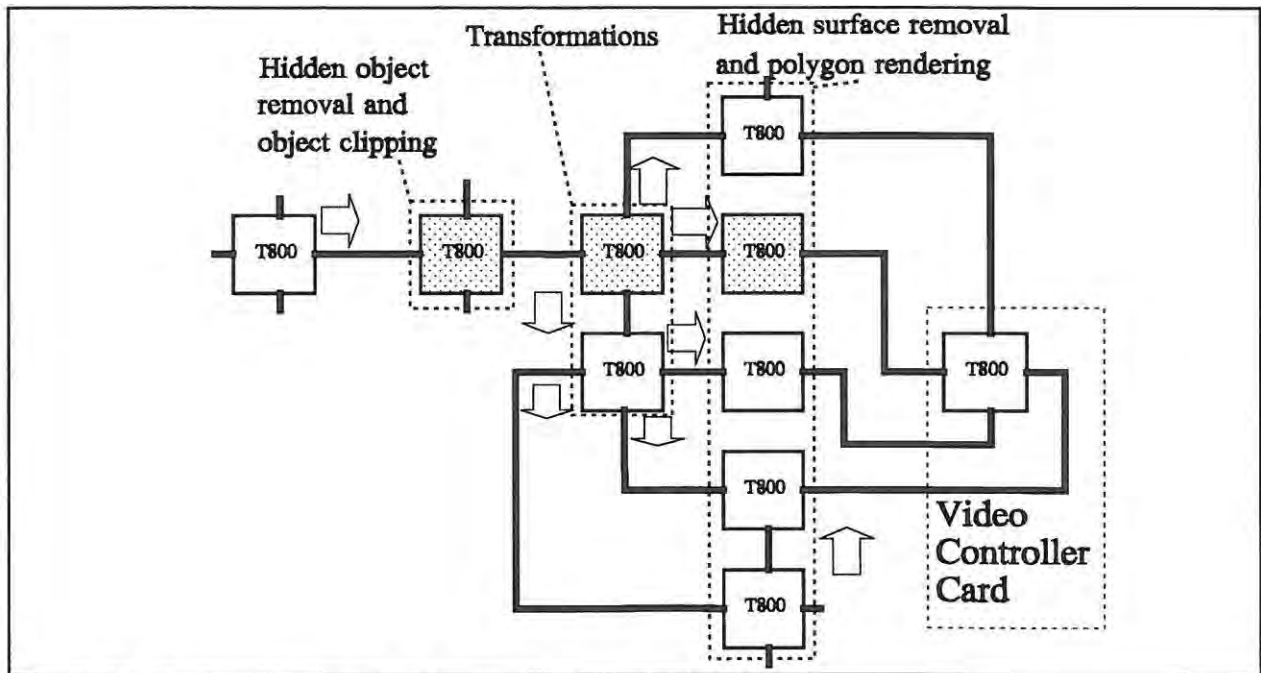 Transformations
Hidden surface removal
and polygon rendering
Hidden object
removal and
object clipping
T800
T800
T800
T800
T800
T800
T800
T800
T800
T800
Video
Controller
Card